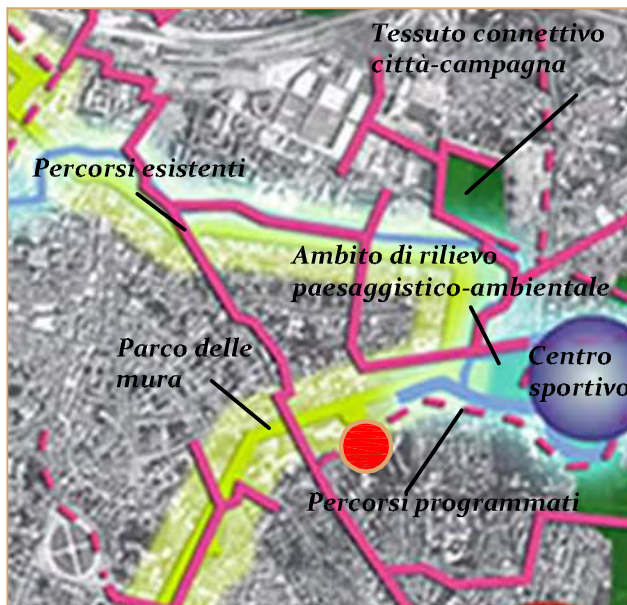 Tessuto connettivo
città-campagna
Percorsi esistenti
Ambito di rilievo
paesaggistico-ambientale
Parco delle
mura
Centro
sportivo
Percorsi programmati